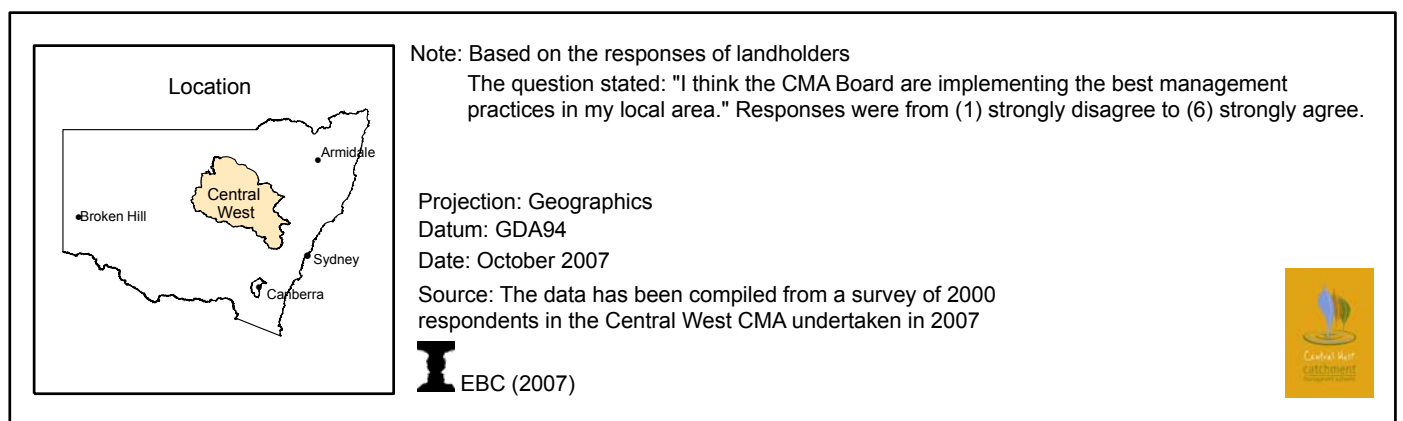 Location
Armidale
Central
West
Broken Hill
Sydney
Canberra
Note: Based on the responses of landholders
The question stated: "I think the CMA Board are implementing the best management
practices in my local area." Responses were from (1) strongly disagree to (6) strongly agree.
Projection: Geographics
Datum: GDA94
Date: October 2007
Source: The data has been compiled from a survey of 2000
respondents in the Central West CMA undertaken in 2007
EBC (2007)
Central West
catchment